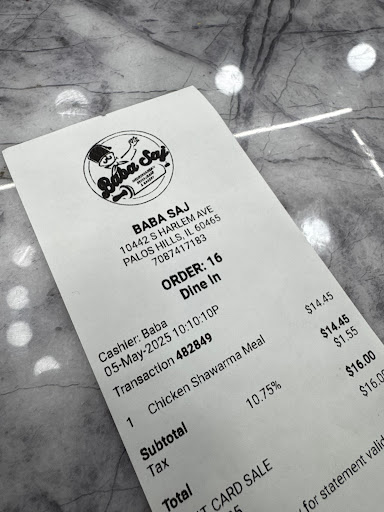 Baba Saj
BABA SAJ
10442 S HARLEM AVE
PALOS HILLS, IL 60465
7087417183
ORDER: 16
Dine In
Cashier: Baba
05-May-2025 10:10:10P
Transaction 482849
1 Chicken Shawarma Meal $14.45
Subtotal $14.45
Tax 10.75% $1.55
Total $16.00
CARD SALE $16.0
for statement valid